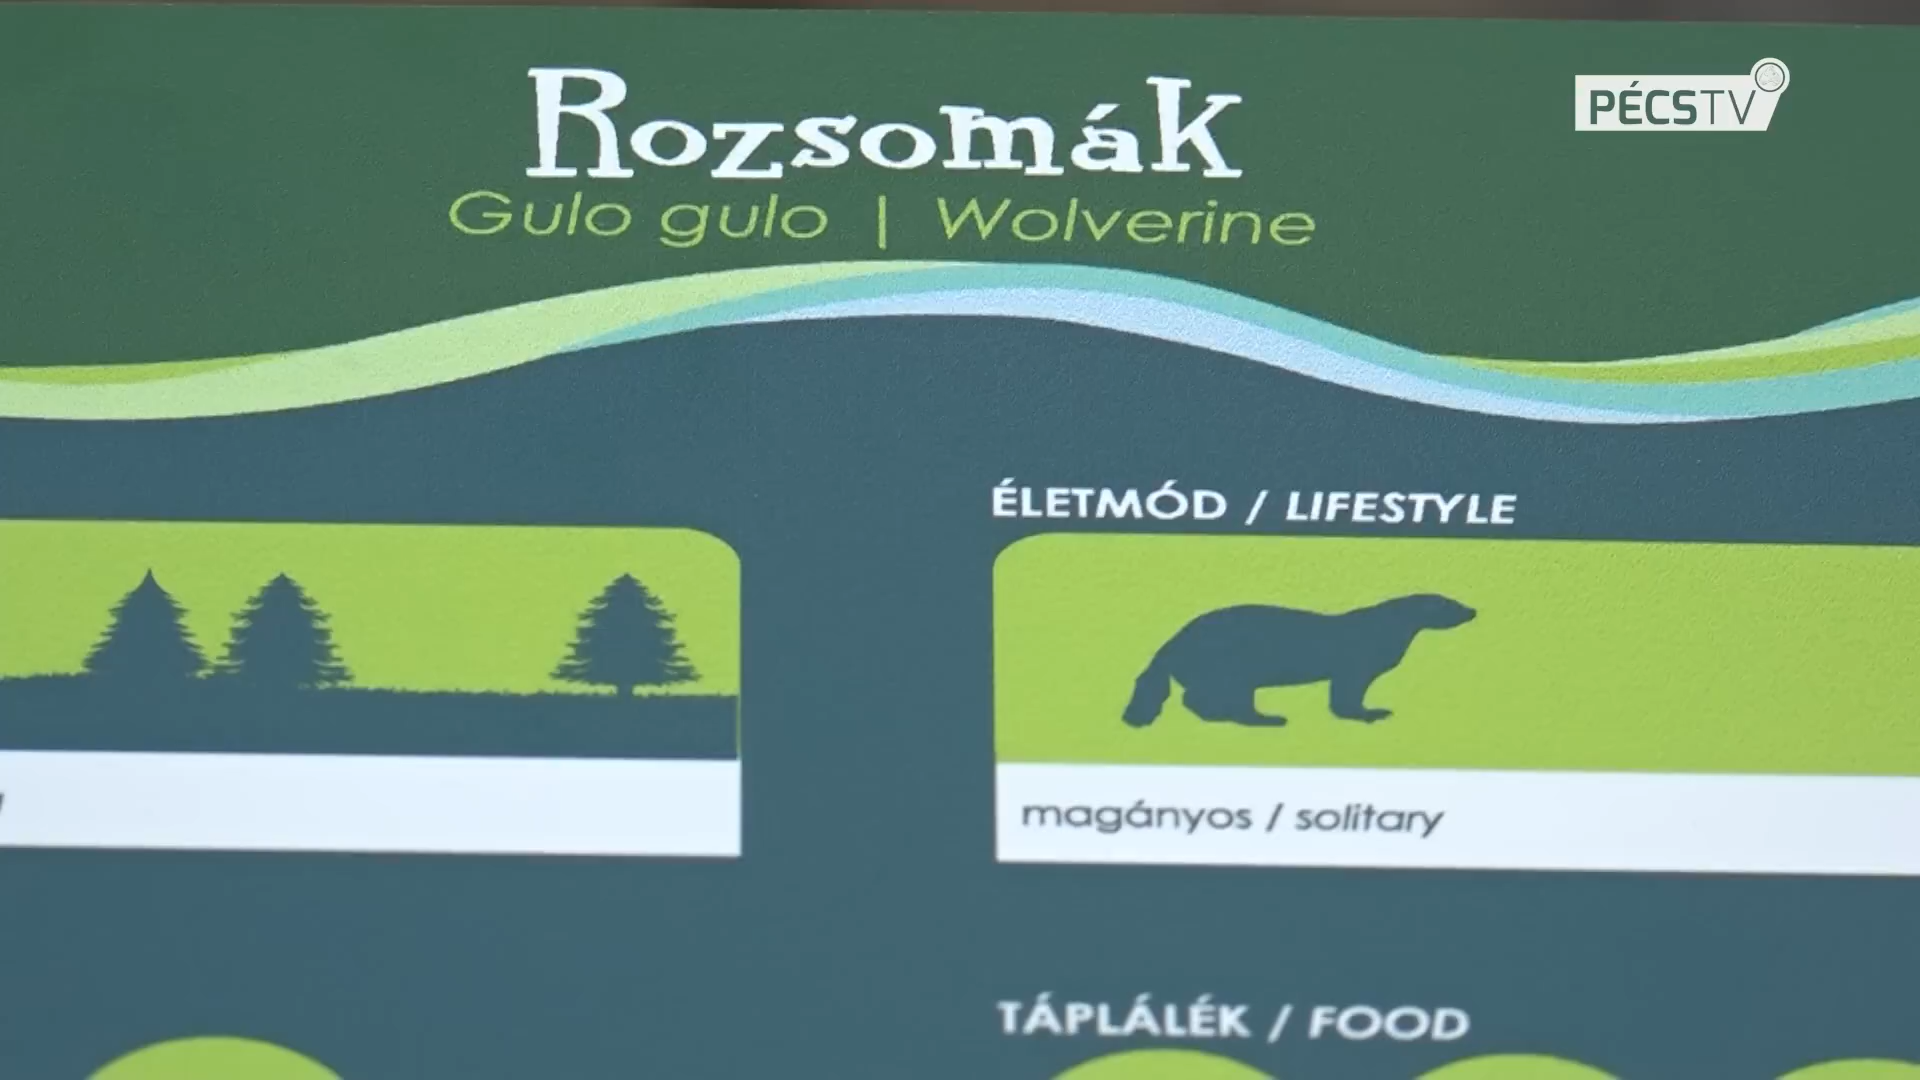 PÉCSTV
Rozsomák
Gulo gulo | Wolverine
ÉLETMÓD / LIFESTYLE
magányos / solitary
TÁPLÁLÉK / FOOD